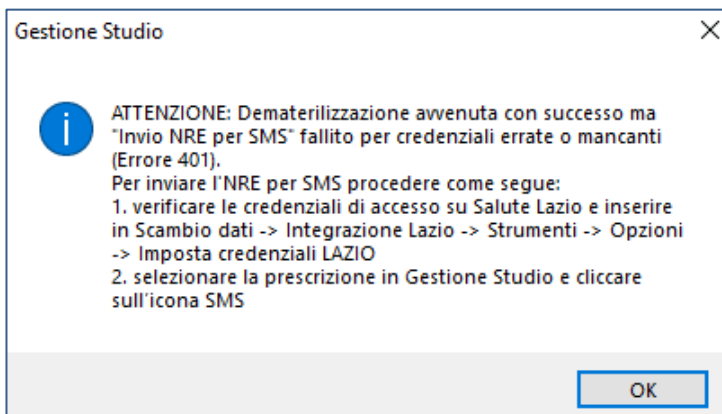 Gestione Studio
ATTENZIONE: Dematerilizzazione avvenuta con successo ma
"Invio NRE per SMS" fallito per credenziali errate o mancanti
(Errore 401).
Per inviare l'NRE per SMS procedere come segue:
1. verificare le credenziali di accesso su Salute Lazio e inserire
in Scambio dati -> Integrazione Lazio -> Strumenti -> Opzioni
-> Imposta credenziali LAZIO
2. selezionare la prescrizione in Gestione Studio e cliccare
sull'icona SMS
OK